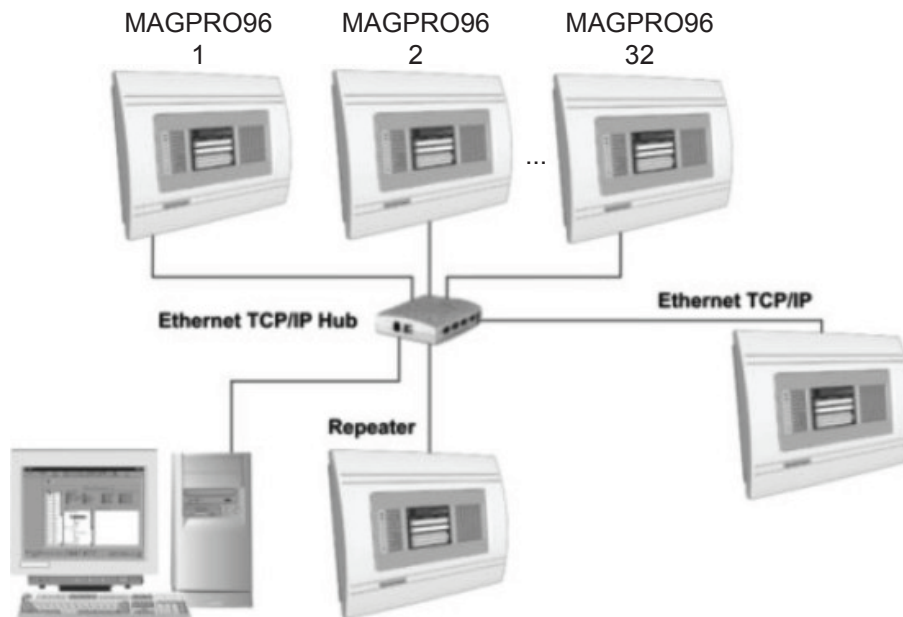 MAGPRO96 MAGPRO96 MAGPRO96
1 2 32
...
Ethernet TCP/IP Hub
Ethernet TCP/IP
Repeater